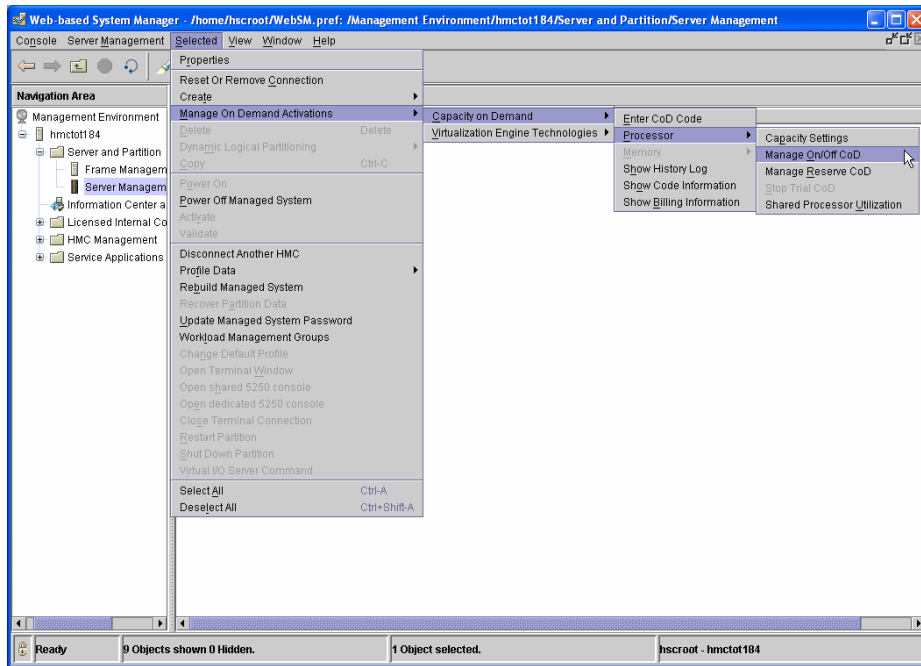 Web-based System Manager - /home/hscroot/WebSM.pref: /Management Environment/hmctot184/Server and Partition/Server Management
Console Server Management Selected View Window Help
Navigation Area
Management Environment
hmctot184
Server and Partition
Frame Managem
Server Managem
Information Center a
Licensed Internal Co
HMC Management
Service Applications
Properties
Reset Or Remove Connection
Create
Manage On Demand Activations
Delete Delete
Dynamic Logical Partitioning
Copy Ctrl-C
Power On
Power Off Managed System
Activate
Validate
Disconnect Another HMC
Profile Data
Rebuild Managed System
Recover Partition Data
Update Managed System Password
Workload Management Groups
Change Default Profile
Open Terminal Window
Open shared 5250 console
Open dedicated 5250 console
Close Terminal Connection
Restart Partition
Shut Down Partition
Virtual I/O Server Command
Select All Ctrl-A
Deselect All Ctrl+Shift-A
Capacity on Demand
Virtualization Engine Technologies
Enter CoD Code
Processor
Memory
Show History Log
Show Code Information
Show Billing Information
Capacity Settings
Manage On/Off CoD
Manage Reserve CoD
Stop Trial CoD
Shared Processor Utilization
Ready 9 Objects shown 0 Hidden. 1 Object selected. hscroot - hmctot184